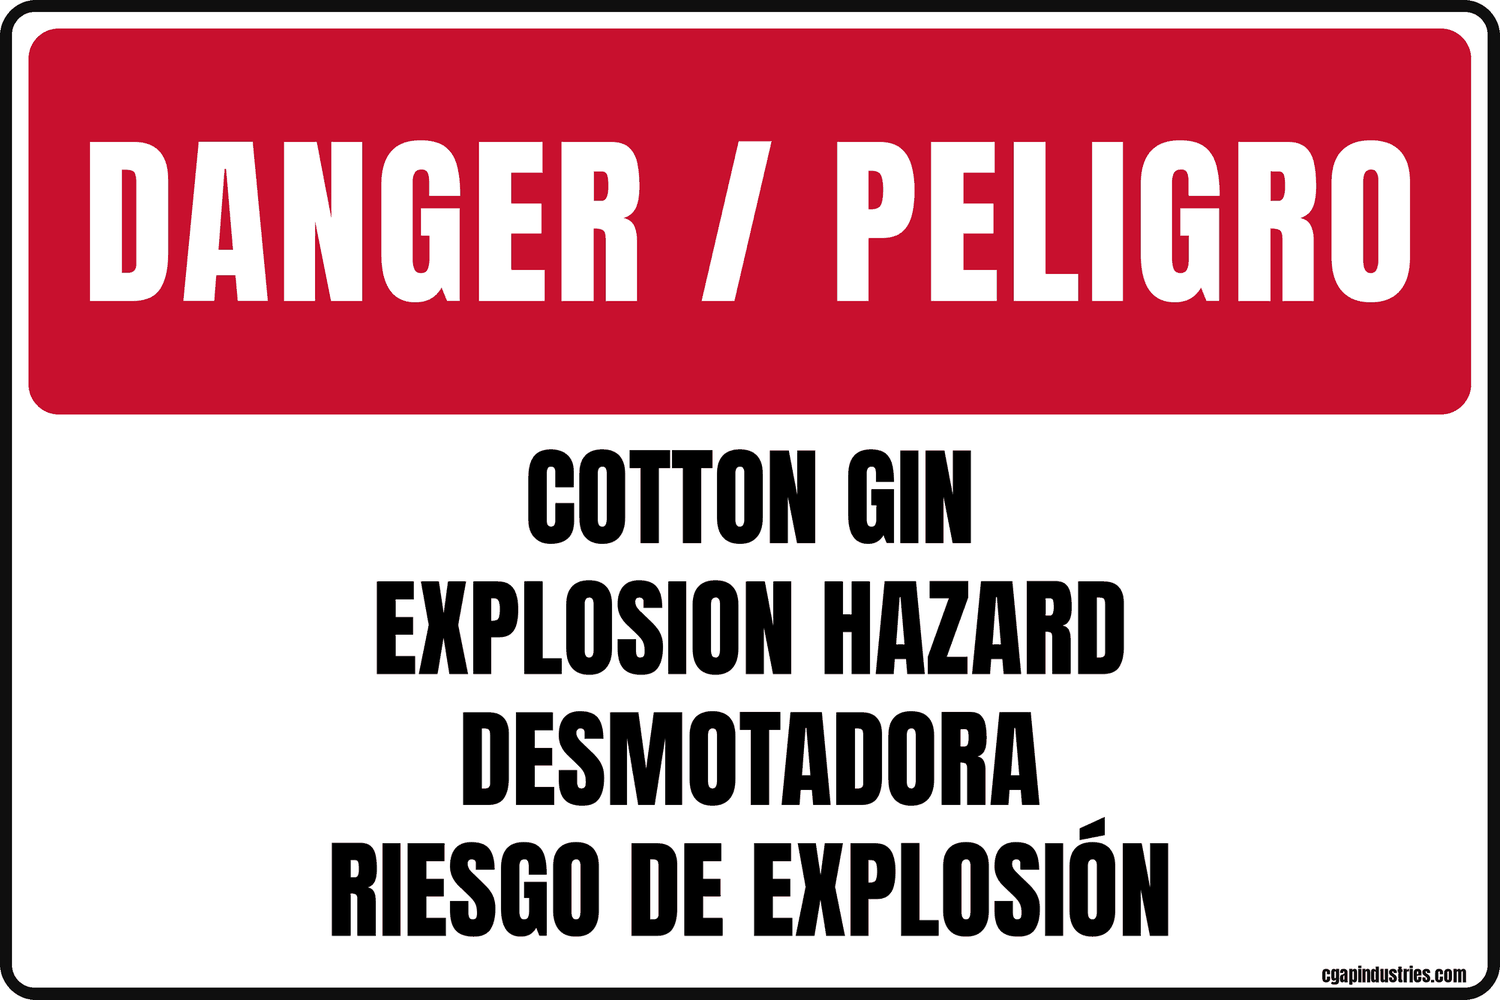 DANGER / PELIGRO
COTTON GIN
EXPLOSION HAZARD
DESMOTADORA
RIESGO DE EXPLOSIÓN
cgapindustries.com